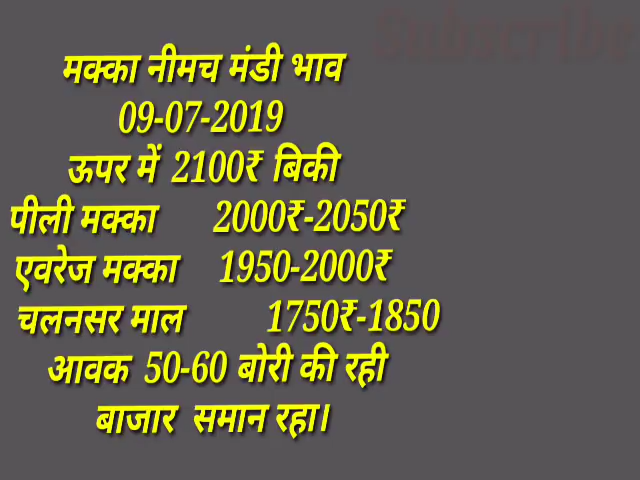 Subscribe
मक्का नीमच मंडी भाव
09-07-2019
ऊपर में 2100₹ बिकी
पीली मक्का 2000₹-2050₹
एवरेज मक्का 1950-2000₹
चलनसर माल 1750₹-1850
आवक 50-60 बोरी की रही
बाजार समान रहा।